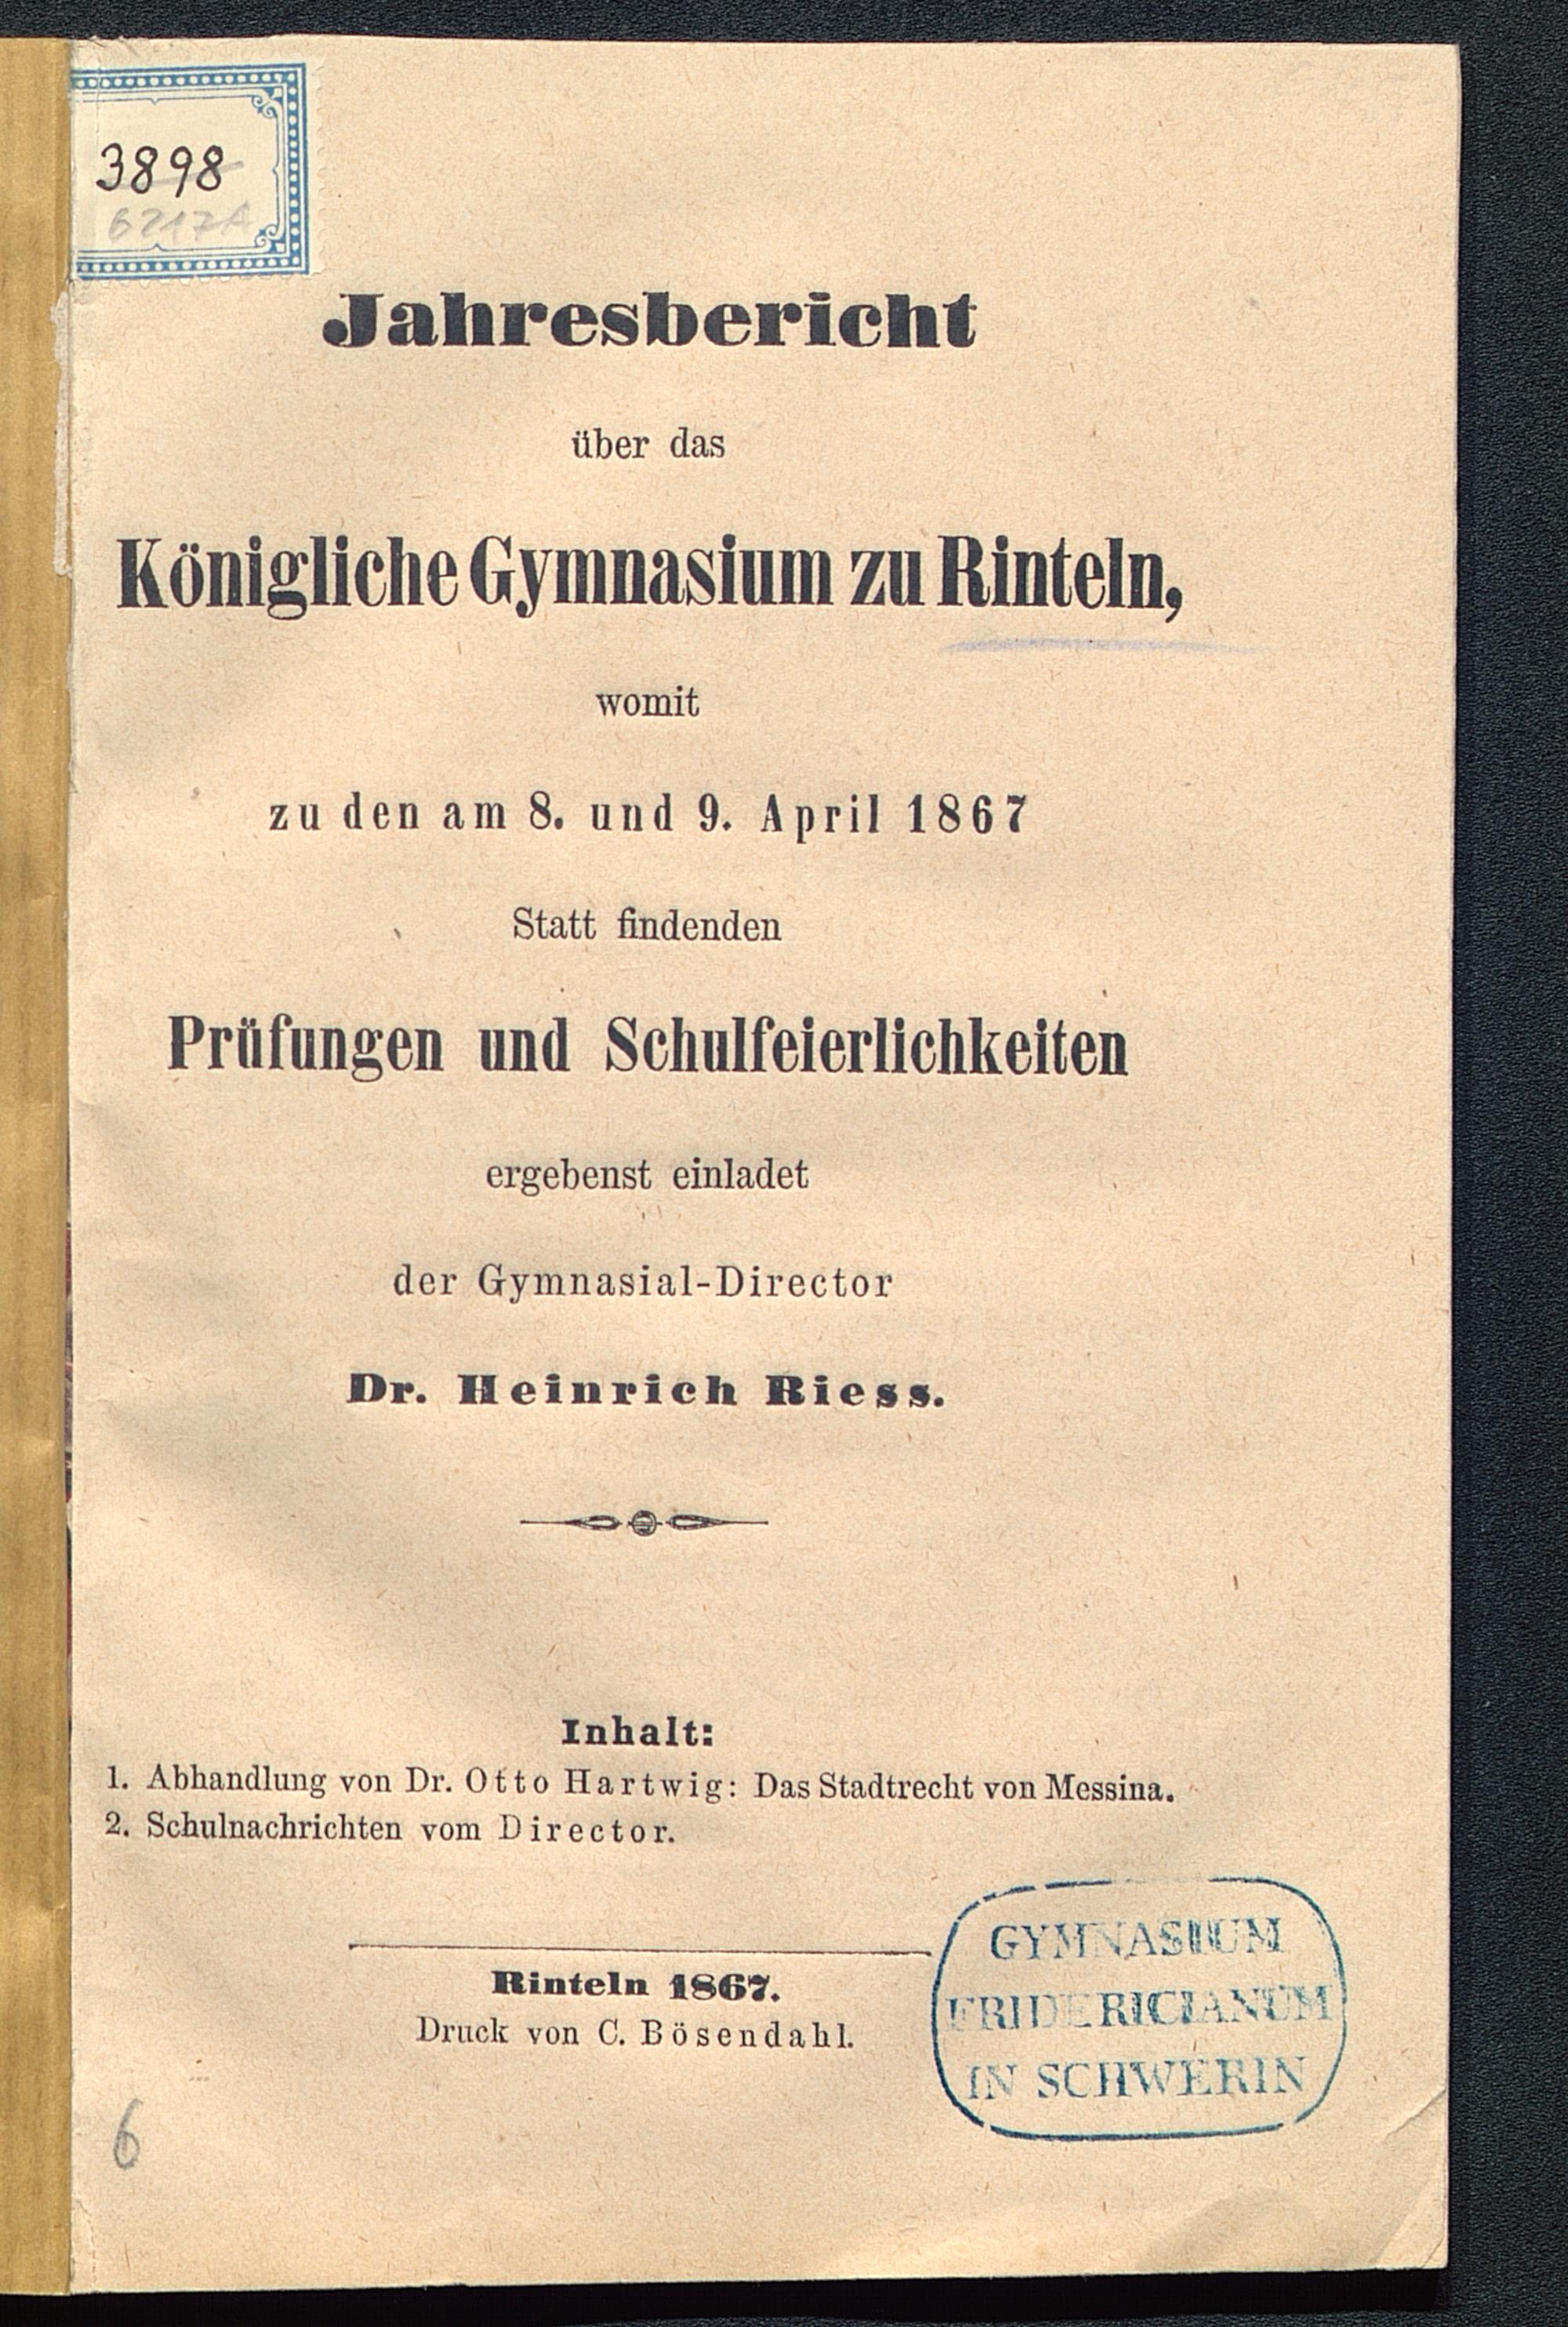 3898
6217A
Jahresbericht
über das
Königliche Gymnasium zu Rinteln,
womit
zu den am 8. und 9. April 1867
Statt findenden
Prüfungen und Schulfeierlichkeiten
ergebenst einladet
der Gymnasial-Director
Dr. Heinrich Riess.
Inhalt:
1. Abhandlung von Dr. Otto Hartwig: Das Stadtrecht von Messina.
2. Schulnachrichten vom Director.
Rinteln 1867.
Druck von C. Bösendahl.
GYMNASIUM
FRIDERICIANUM
IN SCHWERIN
6